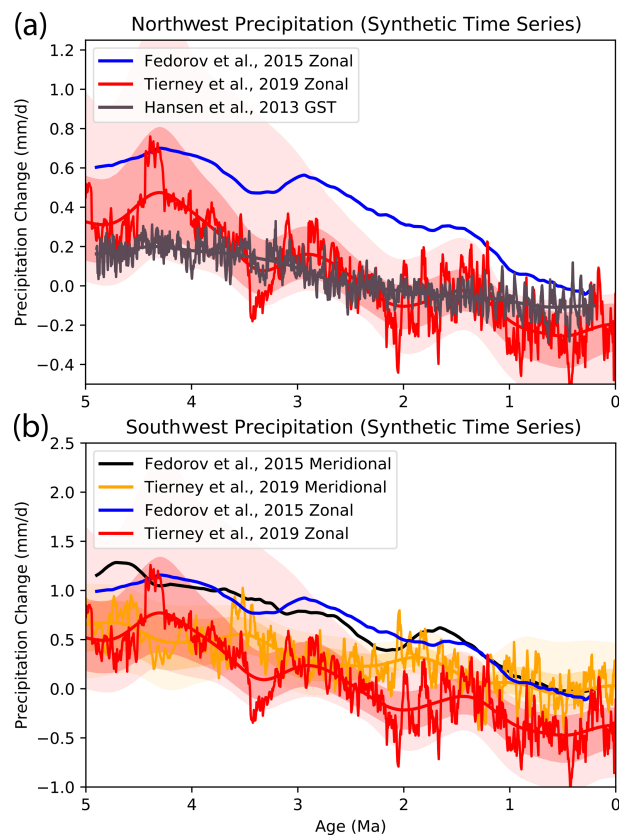 (a)
Northwest Precipitation (Synthetic Time Series)
Fedorov et al., 2015 Zonal
Tierney et al., 2019 Zonal
Hansen et al., 2013 GST
Precipitation Change (mm/d)
1.2
1.0
0.8
0.6
0.4
0.2
0.0
−0.2
−0.4
5 4 3 2 1 0
(b)
Southwest Precipitation (Synthetic Time Series)
Fedorov et al., 2015 Meridional
Tierney et al., 2019 Meridional
Fedorov et al., 2015 Zonal
Tierney et al., 2019 Zonal
Precipitation Change (mm/d)
2.5
2.0
1.5
1.0
0.5
0.0
−0.5
−1.0
5 4 3 2 1 0
Age (Ma)